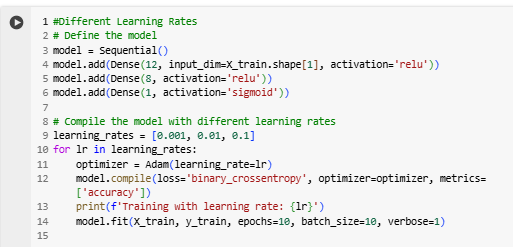 1 #Different Learning Rates
2 # Define the model
3 model = Sequential()
4 model.add(Dense(12, input_dim=X_train.shape[1], activation='relu'))
5 model.add(Dense(8, activation='relu'))
6 model.add(Dense(1, activation='sigmoid'))
7
8 # Compile the model with different learning rates
9 learning_rates = [0.001, 0.01, 0.1]
10 for lr in learning_rates:
11     optimizer = Adam(learning_rate=lr)
12     model.compile(loss='binary_crossentropy', optimizer=optimizer, metrics=
['accuracy'])
13     print(f'Training with learning rate: {lr}')
14     model.fit(X_train, y_train, epochs=10, batch_size=10, verbose=1)
15